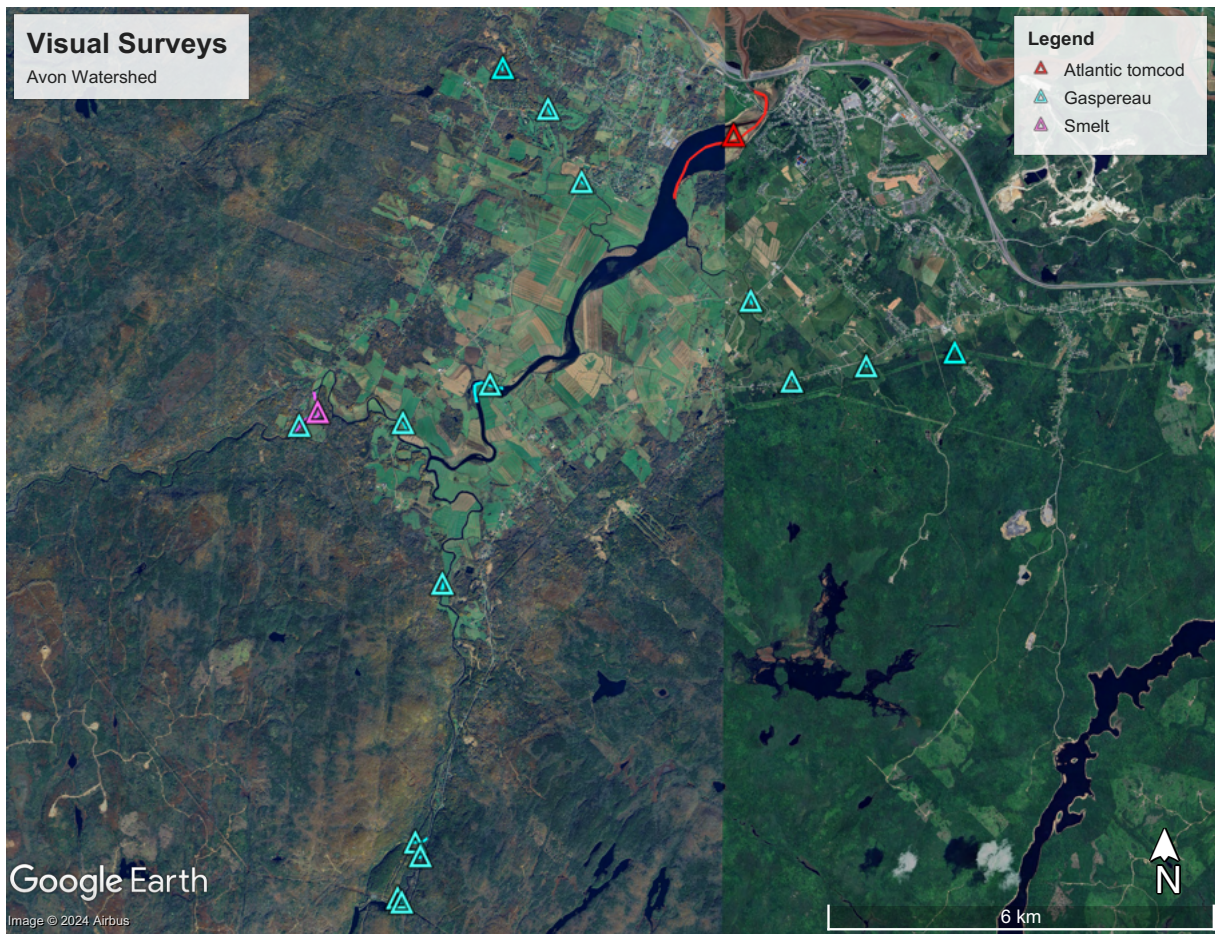 Visual Surveys
Avon Watershed
Legend
Atlantic tomcod
Gaspereau
Smelt
Google Earth
Image © 2024 Airbus
N
6 km